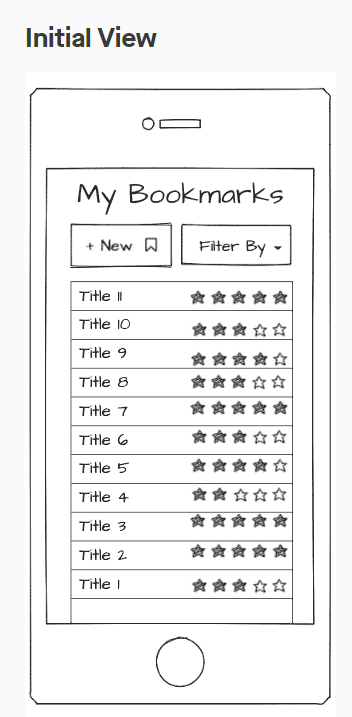 Initial View
My Bookmarks
+ New
Filter By
Title 11
Title 10
Title 9
Title 8
Title 7
Title 6
Title 5
Title 4
Title 3
Title 2
Title 1